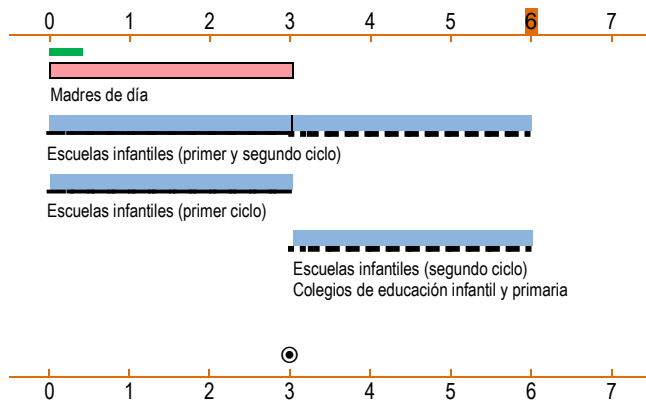 0 1 2 3 4 5 6 7
Madres de día
Escuelas infantiles (primer y segundo ciclo)
Escuelas infantiles (primer ciclo)
Escuelas infantiles (segundo ciclo)
Colegios de educación infantil y primaria
0 1 2 3 4 5 6 7